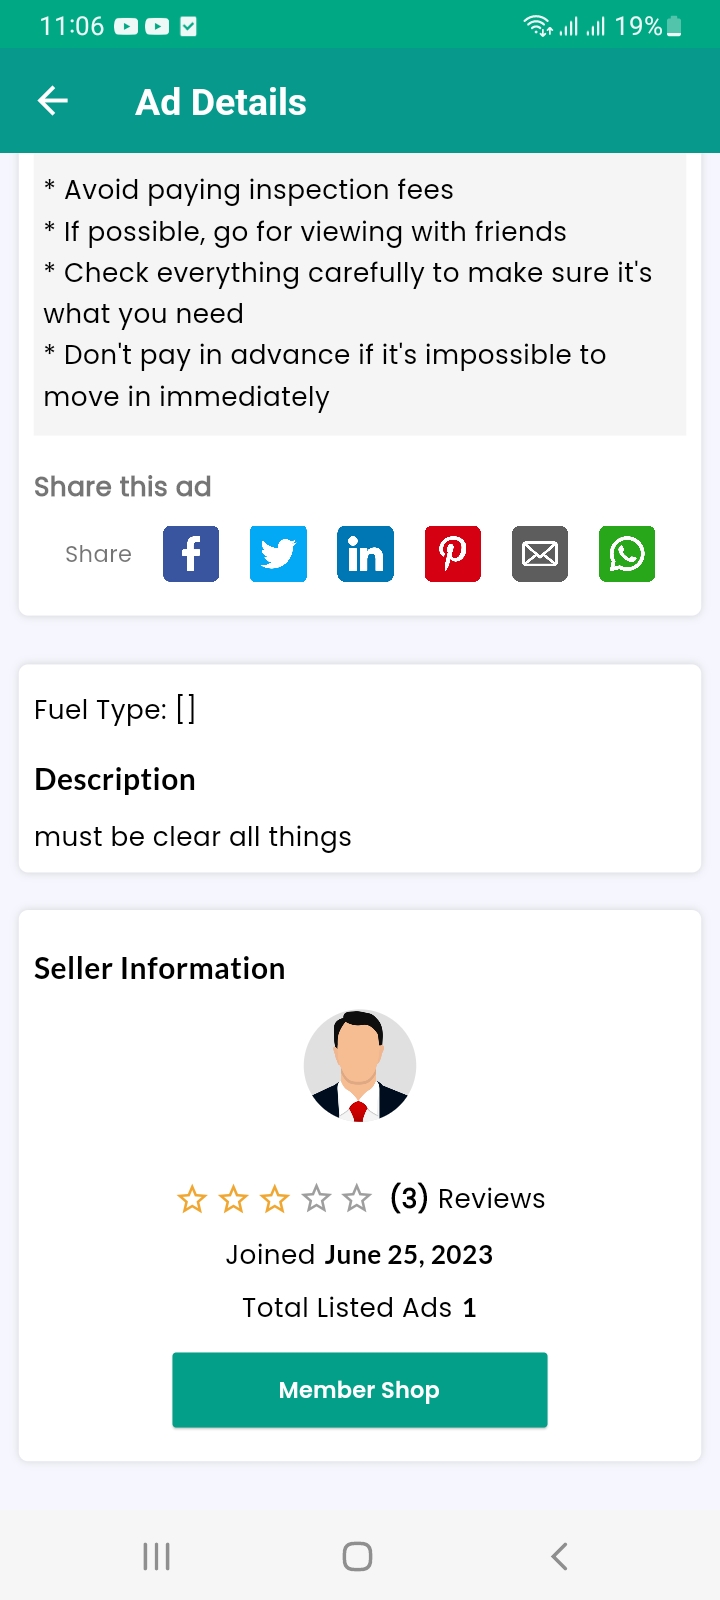 11:06
19%
Ad Details
* Avoid paying inspection fees
* If possible, go for viewing with friends
* Check everything carefully to make sure it's
what you need
* Don't pay in advance if it's impossible to
move in immediately
Share this ad
Share
Fuel Type: []
Description
must be clear all things
Seller Information
(3) Reviews
Joined June 25, 2023
Total Listed Ads 1
Member Shop